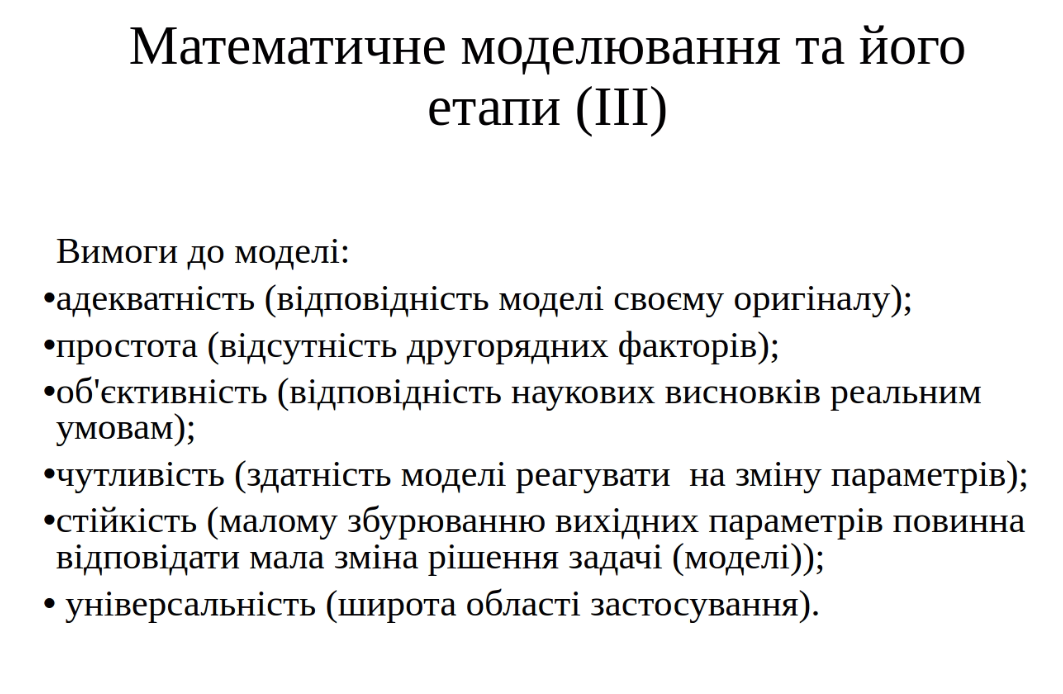 Математичне моделювання та його
етапи (III)
Вимоги до моделі:
•адекватність (відповідність моделі своєму оригіналу);
•простота (відсутність другорядних факторів);
•об'єктивність (відповідність наукових висновків реальним
умовам);
•чутливість (здатність моделі реагувати  на зміну параметрів);
•стійкість (малому збурюванню вихідних параметрів повинна
відповідати мала зміна рішення задачі (моделі));
• універсальність (широта області застосування).